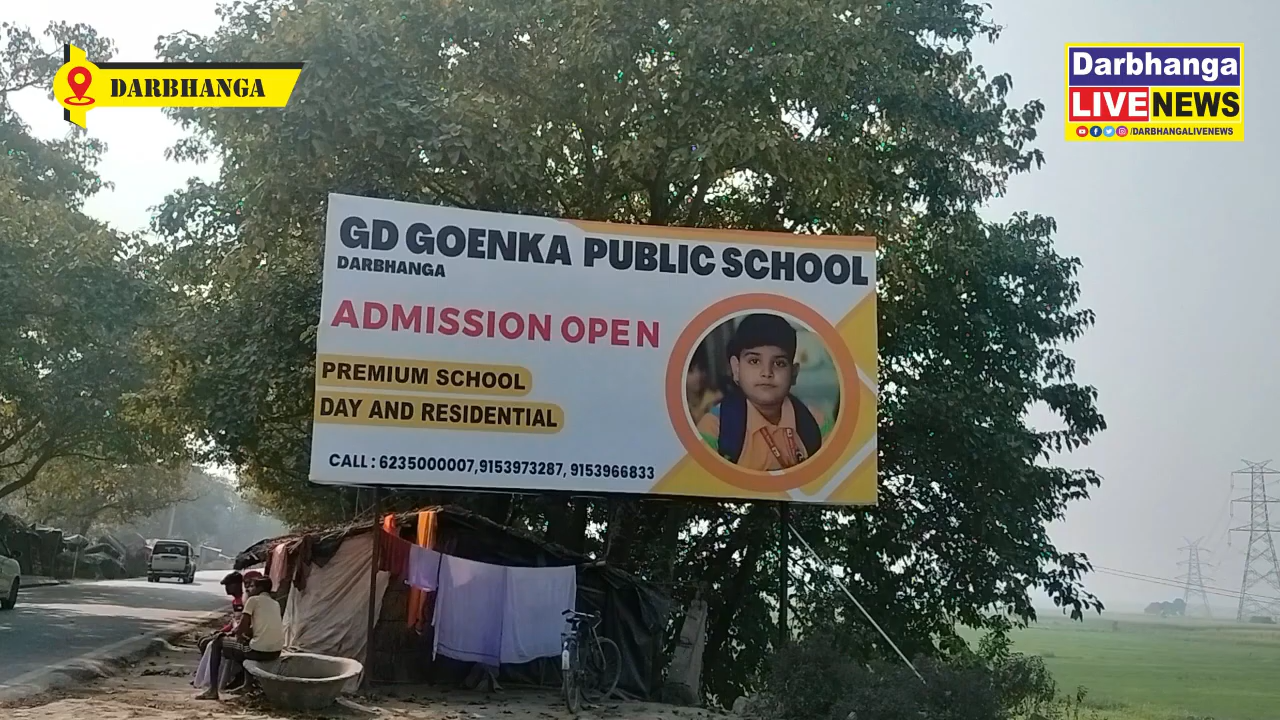 DARBHANGA
Darbhanga
LIVE NEWS
/DARBHANGALIVENEWS
GD GOENKA PUBLIC SCHOOL
DARBHANGA
ADMISSION OPEN
PREMIUM SCHOOL
DAY AND RESIDENTIAL
CALL : 6235000007,9153973287, 9153966833